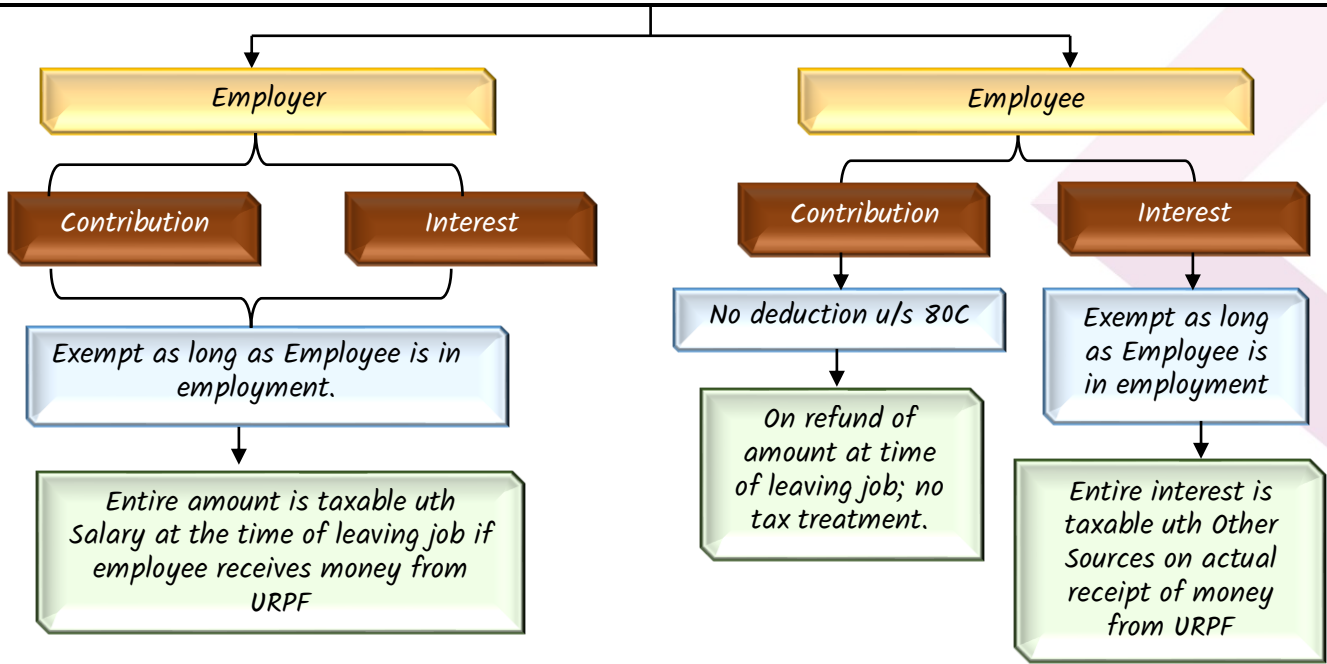 Employer
Employee
Contribution
Interest
Contribution
Interest
Exempt as long as Employee is in
employment.
No deduction u/s 80C
Exempt as long
as Employee is
in employment
Entire amount is taxable uth
Salary at the time of leaving job if
employee receives money from
URPF
On refund of
amount at time
of leaving job; no
tax treatment.
Entire interest is
taxable uth Other
Sources on actual
receipt of money
from URPF